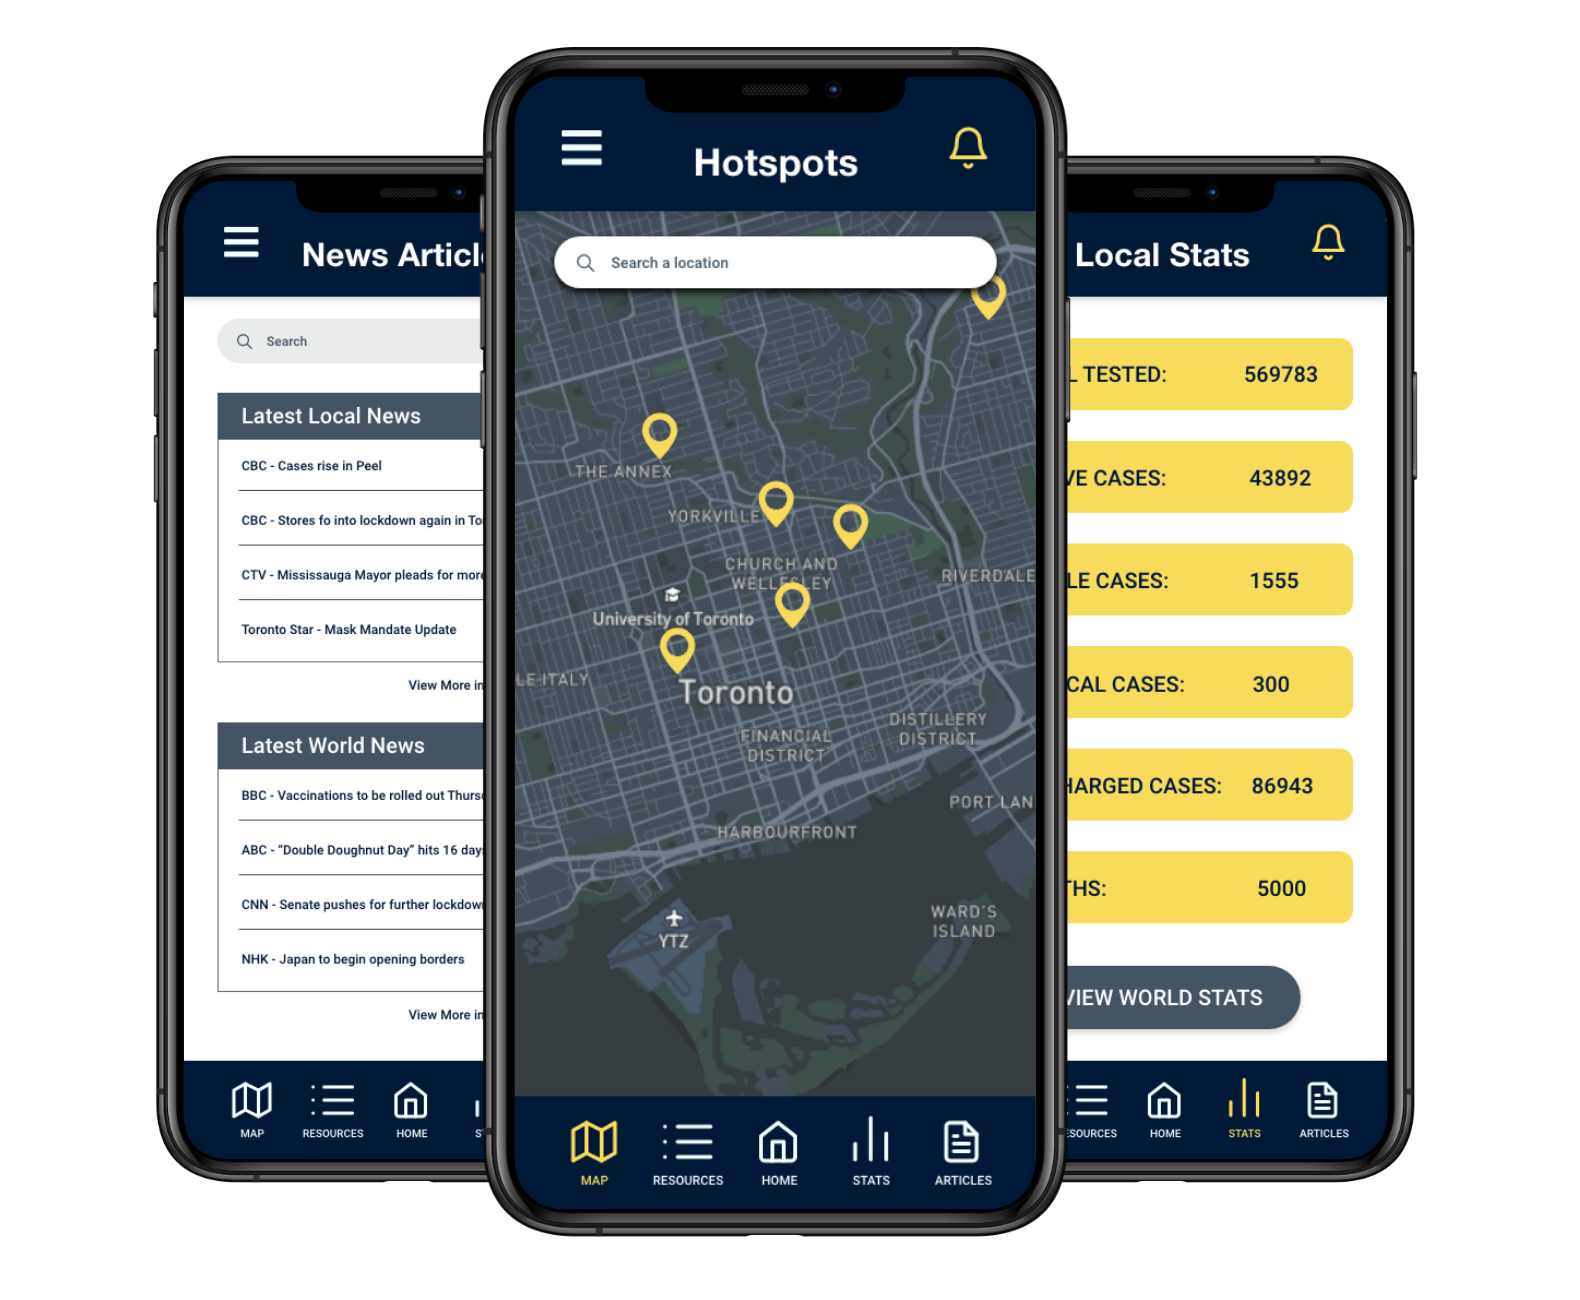 News Articl
Search
Latest Local News
CBC - Cases rise in Peel
CBC - Stores fo into lockdown again in To
CTV - Mississauga Mayor pleads for more
Toronto Star - Mask Mandate Update
View More in
Latest World News
BBC - Vaccinations to be rolled out Thurs
ABC - “Double Doughnut Day” hits 16 day
CNN - Senate pushes for further lockdow
NHK - Japan to begin opening borders
View More in
MAP RESOURCES HOME S
Hotspots
Search a location
THE ANNEX
YORKVILLE
CHURCH AND
WELLESLEY
RIVERDALE
University of Toronto
LE ITALY
Toronto
DISTILLERY
DISTRICT
FINANCIAL
DISTRICT
PORT LAN
HARBOURFRONT
WARD'S
ISLAND
YTZ
MAP RESOURCES HOME STATS ARTICLES
Local Stats
L TESTED: 569783
VE CASES: 43892
LE CASES: 1555
CAL CASES: 300
HARGED CASES: 86943
THS: 5000
VIEW WORLD STATS
ESOURCES HOME STATS ARTICLES